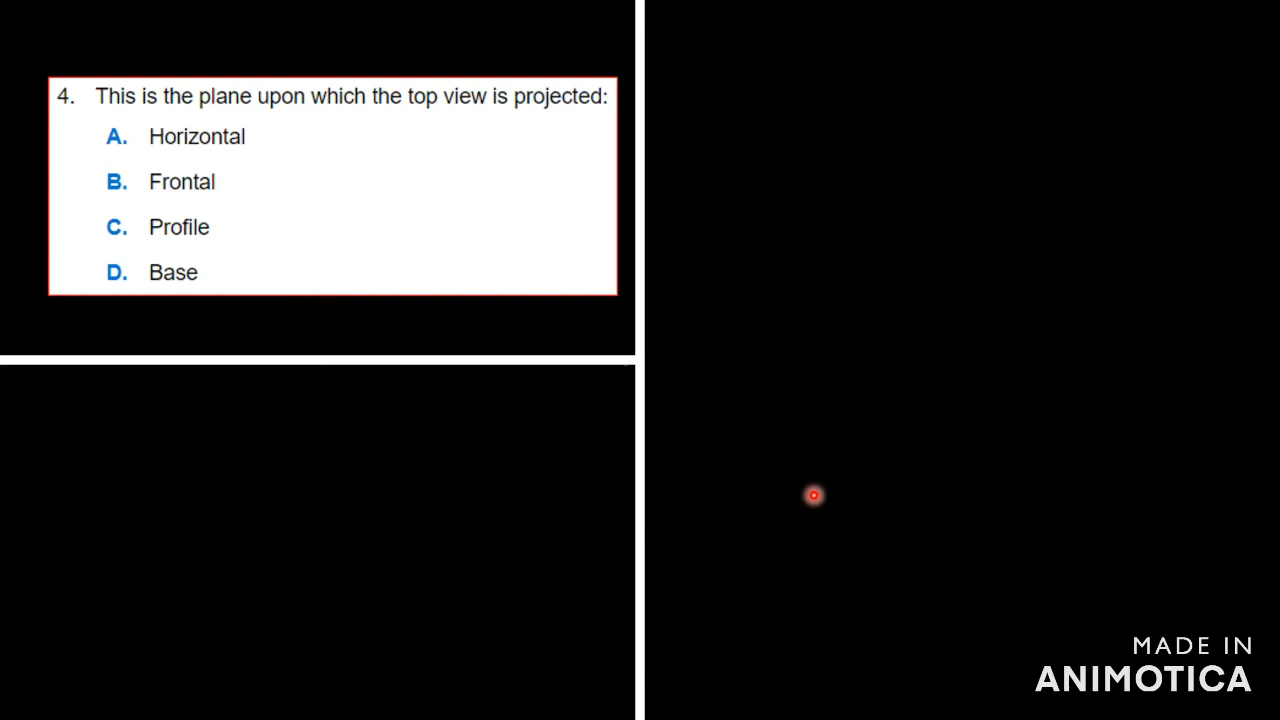 4. This is the plane upon which the top view is projected:
A. Horizontal
B. Frontal
C. Profile
D. Base
MADE IN
ANIMOTICA